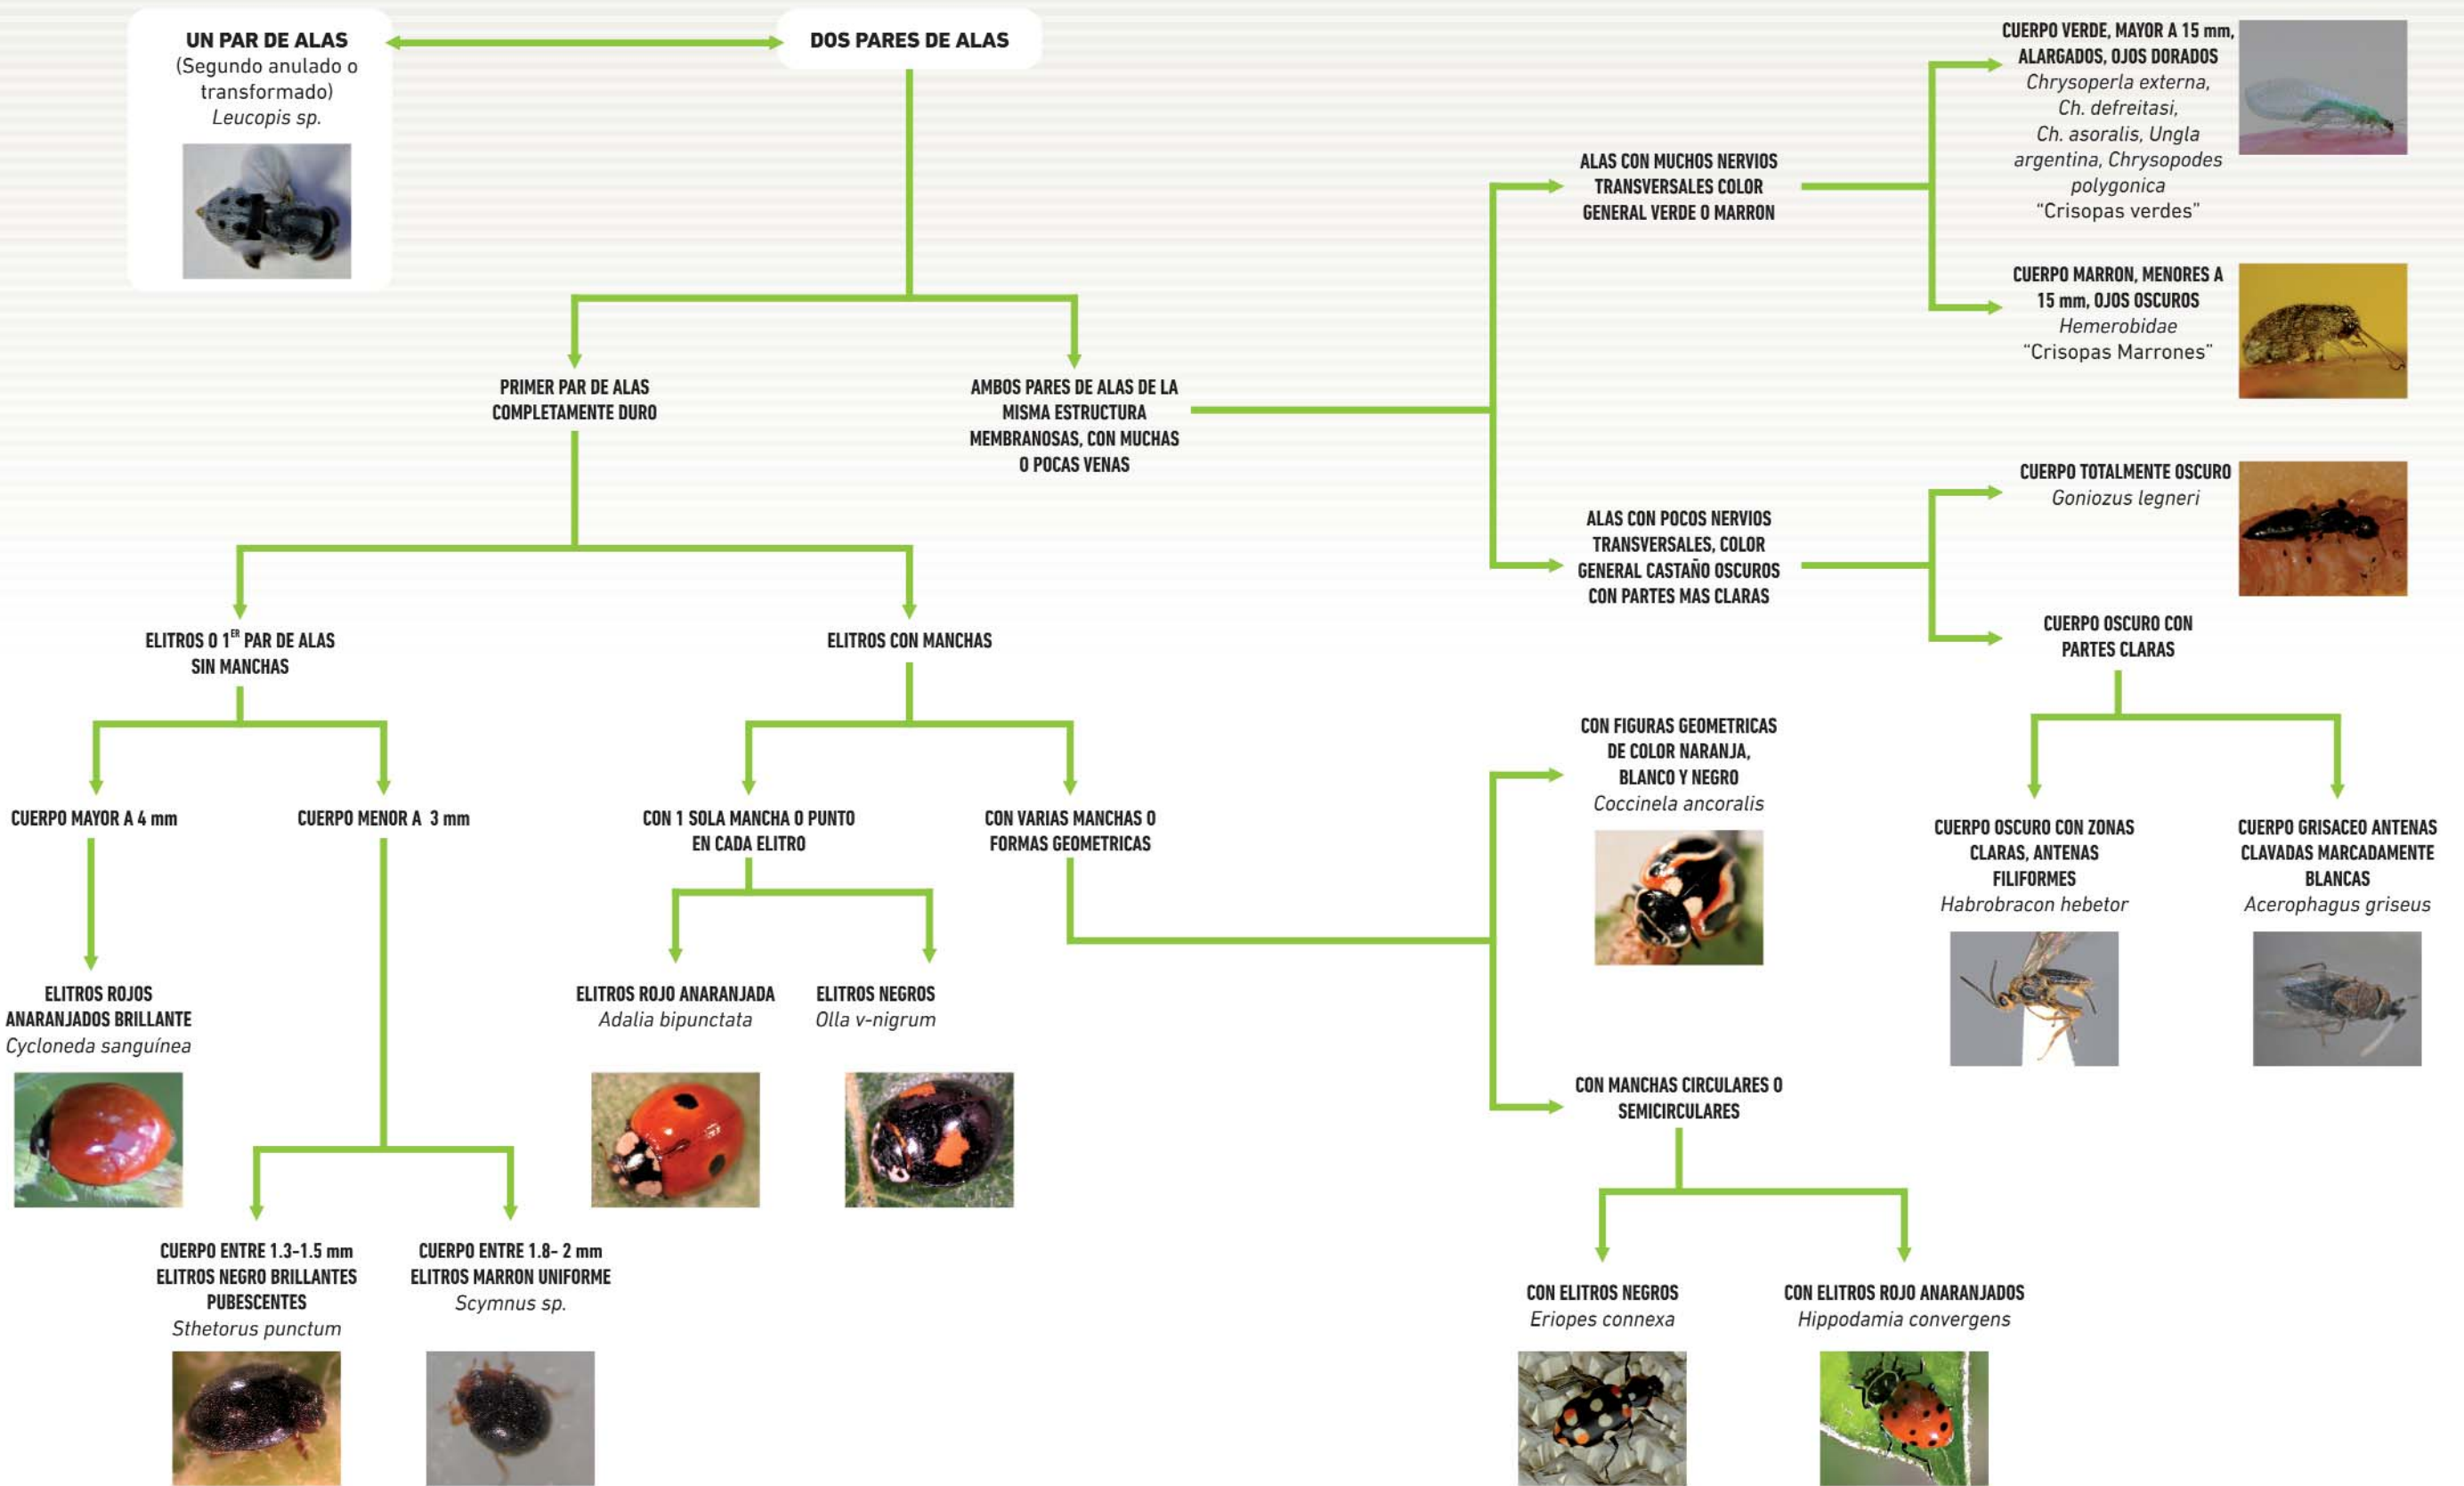 UN PAR DE ALAS
(Segundo anulado o
transformado)
Leucopis sp.
DOS PARES DE ALAS
CUERPO VERDE, MAYOR A 15 mm,
ALARGADOS, OJOS DORADOS
Chrysoperla externa,
Ch. defreitasi,
Ch. asoralis, Ungla
argentina, Chrysopodes
polygonica
“Crisopas verdes”
ALAS CON MUCHOS NERVIOS
TRANSVERSALES COLOR
GENERAL VERDE O MARRON
CUERPO MARRON, MENORES A
15 mm, OJOS OSCUROS
Hemerobidae
“Crisopas Marrones”
PRIMER PAR DE ALAS
COMPLETAMENTE DURO
AMBOS PARES DE ALAS DE LA
MISMA ESTRUCTURA
MEMBRANOSAS, CON MUCHAS
O POCAS VENAS
CUERPO TOTALMENTE OSCURO
Goniozus legneri
ALAS CON POCOS NERVIOS
TRANSVERSALES, COLOR
GENERAL CASTAÑO OSCUROS
CON PARTES MAS CLARAS
CUERPO OSCURO CON
PARTES CLARAS
ELITROS O 1ER PAR DE ALAS
SIN MANCHAS
ELITROS CON MANCHAS
CUERPO MAYOR A 4 mm
CUERPO MENOR A 3 mm
CON 1 SOLA MANCHA O PUNTO
EN CADA ELITRO
CON VARIAS MANCHAS O
FORMAS GEOMETRICAS
CON FIGURAS GEOMETRICAS
DE COLOR NARANJA,
BLANCO Y NEGRO
Coccinela ancoralis
CUERPO OSCURO CON ZONAS
CLARAS, ANTENAS
FILIFORMES
Habrobracon hebetor
CUERPO GRISACEO ANTENAS
CLAVADAS MARCADAMENTE
BLANCAS
Acerophagus griseus
ELITROS ROJOS
ANARANJADOS BRILLANTE
Cycloneda sanguínea
ELITROS ROJO ANARANJADA
Adalia bipunctata
ELITROS NEGROS
Olla v-nigrum
CON MANCHAS CIRCULARES O
SEMICIRCULARES
CUERPO ENTRE 1.3-1.5 mm
ELITROS NEGRO BRILLANTES
PUBESCENTES
Sthetorus punctum
CUERPO ENTRE 1.8- 2 mm
ELITROS MARRON UNIFORME
Scymnus sp.
CON ELITROS NEGROS
Eriopes connexa
CON ELITROS ROJO ANARANJADOS
Hippodamia convergens